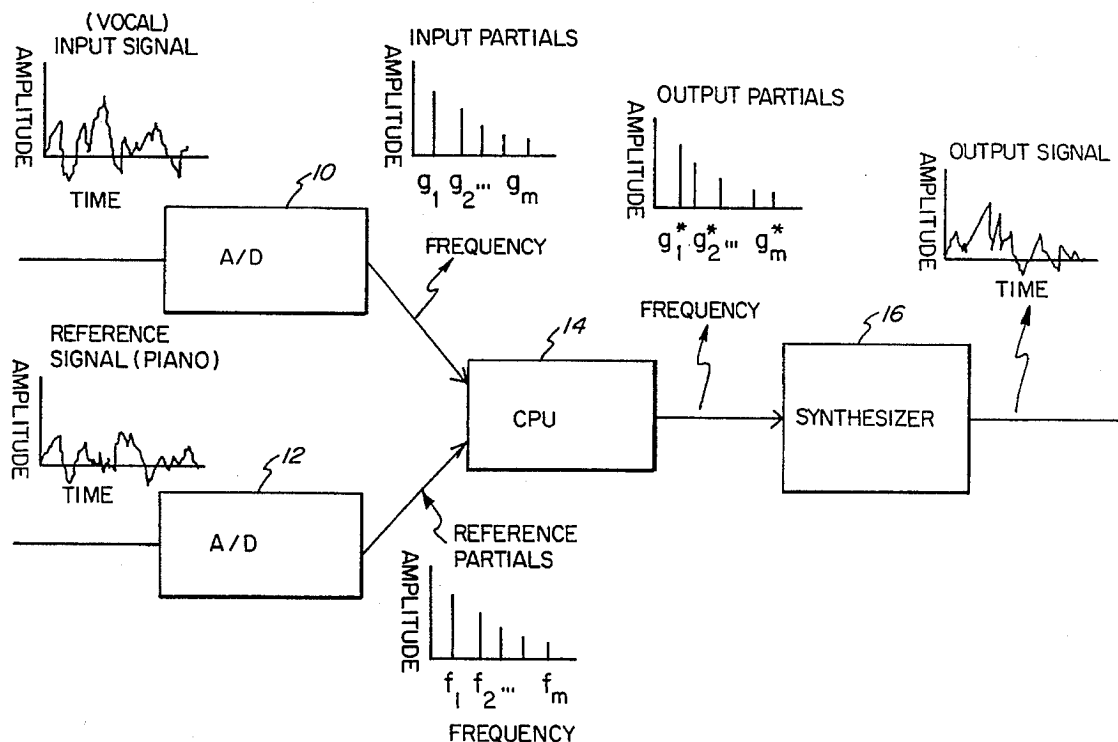 (VOCAL)
INPUT SIGNAL
AMPLITUDE
TIME
10
A/D
INPUT PARTIALS
AMPLITUDE
g1 g2... gm
FREQUENCY
OUTPUT PARTIALS
AMPLITUDE
g1* g2*... gm*
FREQUENCY
OUTPUT SIGNAL
AMPLITUDE
TIME
REFERENCE
SIGNAL (PIANO)
AMPLITUDE
TIME
12
A/D
14
CPU
16
SYNTHESIZER
REFERENCE
PARTIALS
AMPLITUDE
f1 f2... fm
FREQUENCY